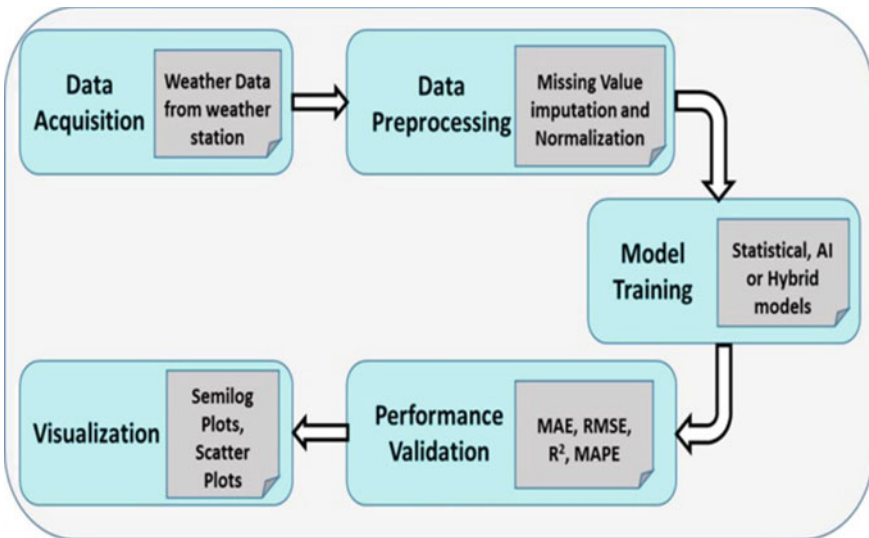 Data
Acquisition
Weather Data
from weather
station
Data
Preprocessing
Missing Value
imputation and
Normalization
Model
Training
Statistical, AI
or Hybrid
models
Performance
Validation
MAE, RMSE,
R², MAPE
Visualization
Semilog
Plots,
Scatter
Plots